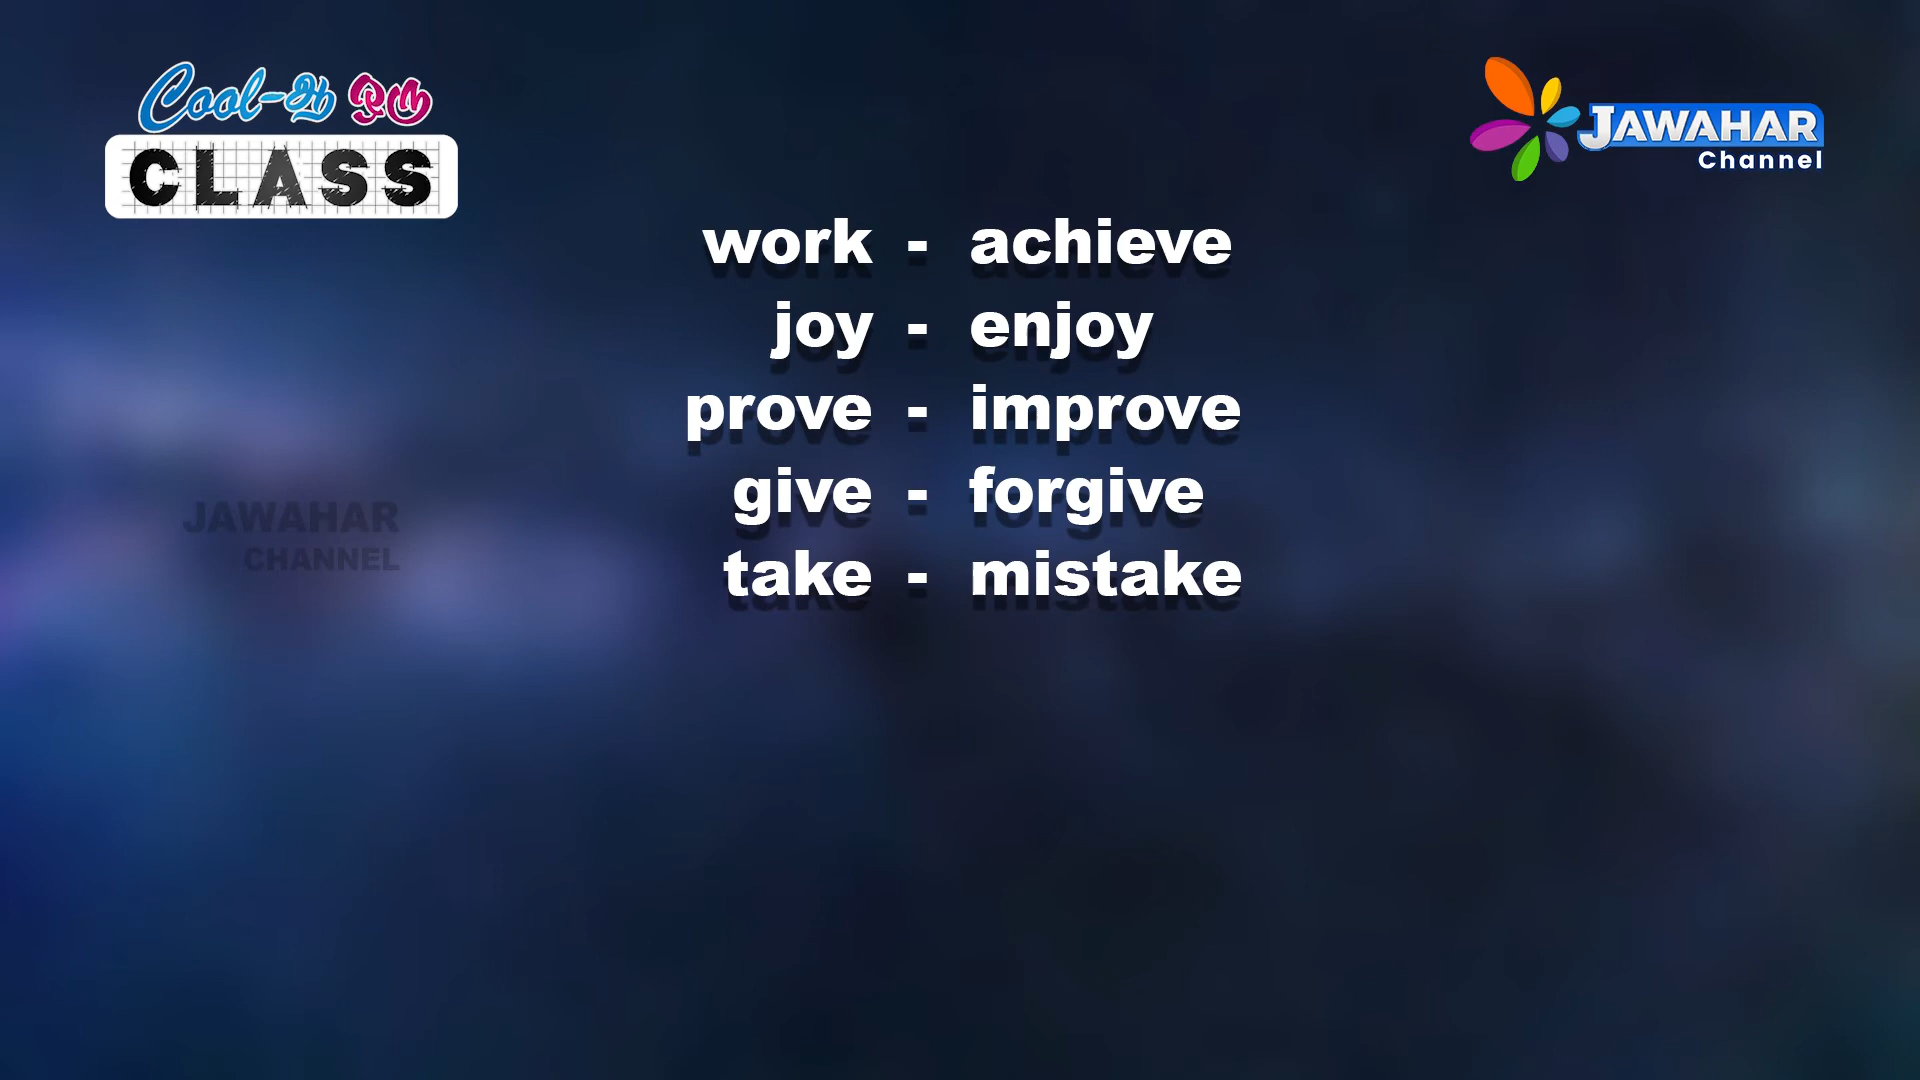 Cool-ஆ ஒரு
CLASS
JAWAHAR
Channel
work - achieve
joy - enjoy
prove - improve
give - forgive
take - mistake
JAWAHAR
CHANNEL